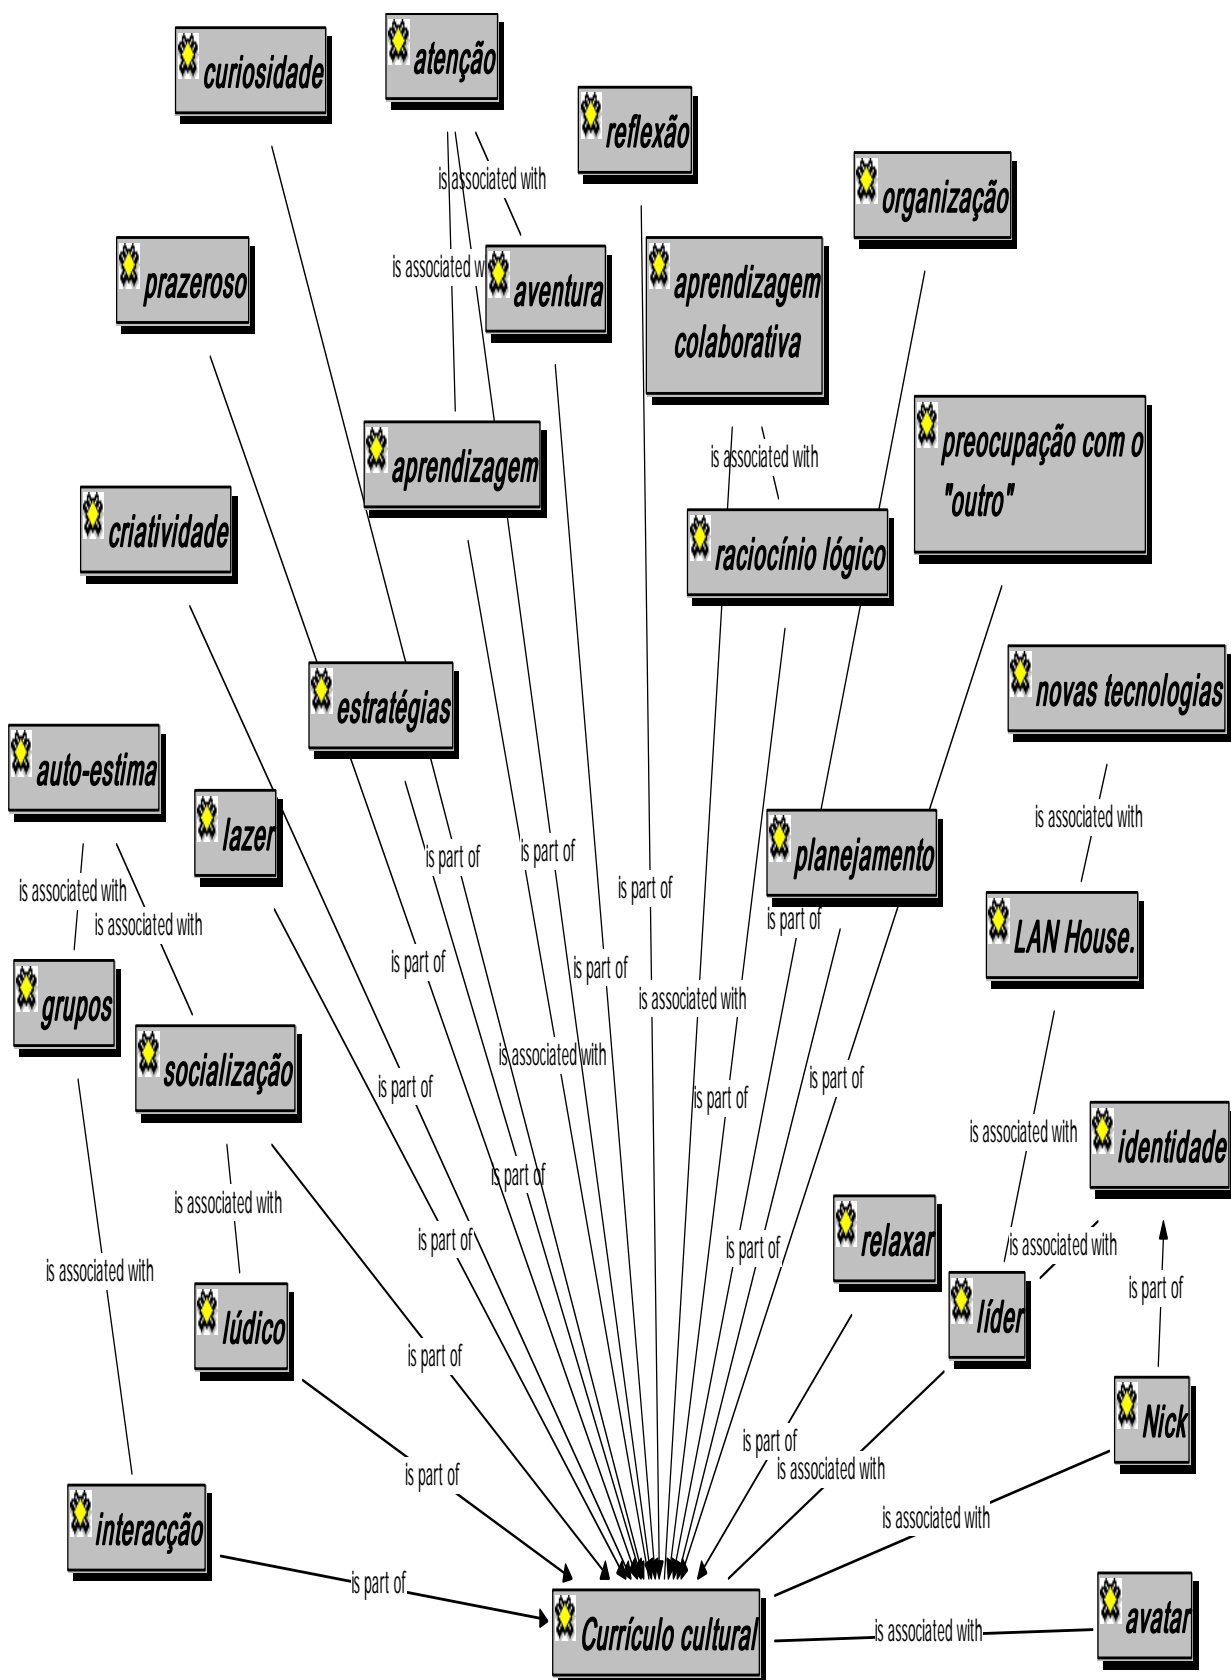 curiosidade
atenção
reflexão
is associated with
organização
prazeroso
is associated w
aventura
aprendizagem
colaborativa
preocupação com o
"outro"
aprendizagem
is associated with
criatividade
raciocínio lógico
novas tecnologias
estratégias
auto-estima
lazer
is associated with
planejamento
is part of
is part of
is part of
is associated with
is associated with
is part of
LAN House.
is part of
is part of
grupos
is associated with
socialização
is associated with
is part of
is part of
is part of
is associated with
identidade
is part of
is associated with
relaxar
is part of
is part of
is associated with
is associated with
líder
is part of
lúdico
is part of
Nick
is part of
is part of
is associated with
interacção
is associated with
is part of
Currículo cultural
is associated with
avatar